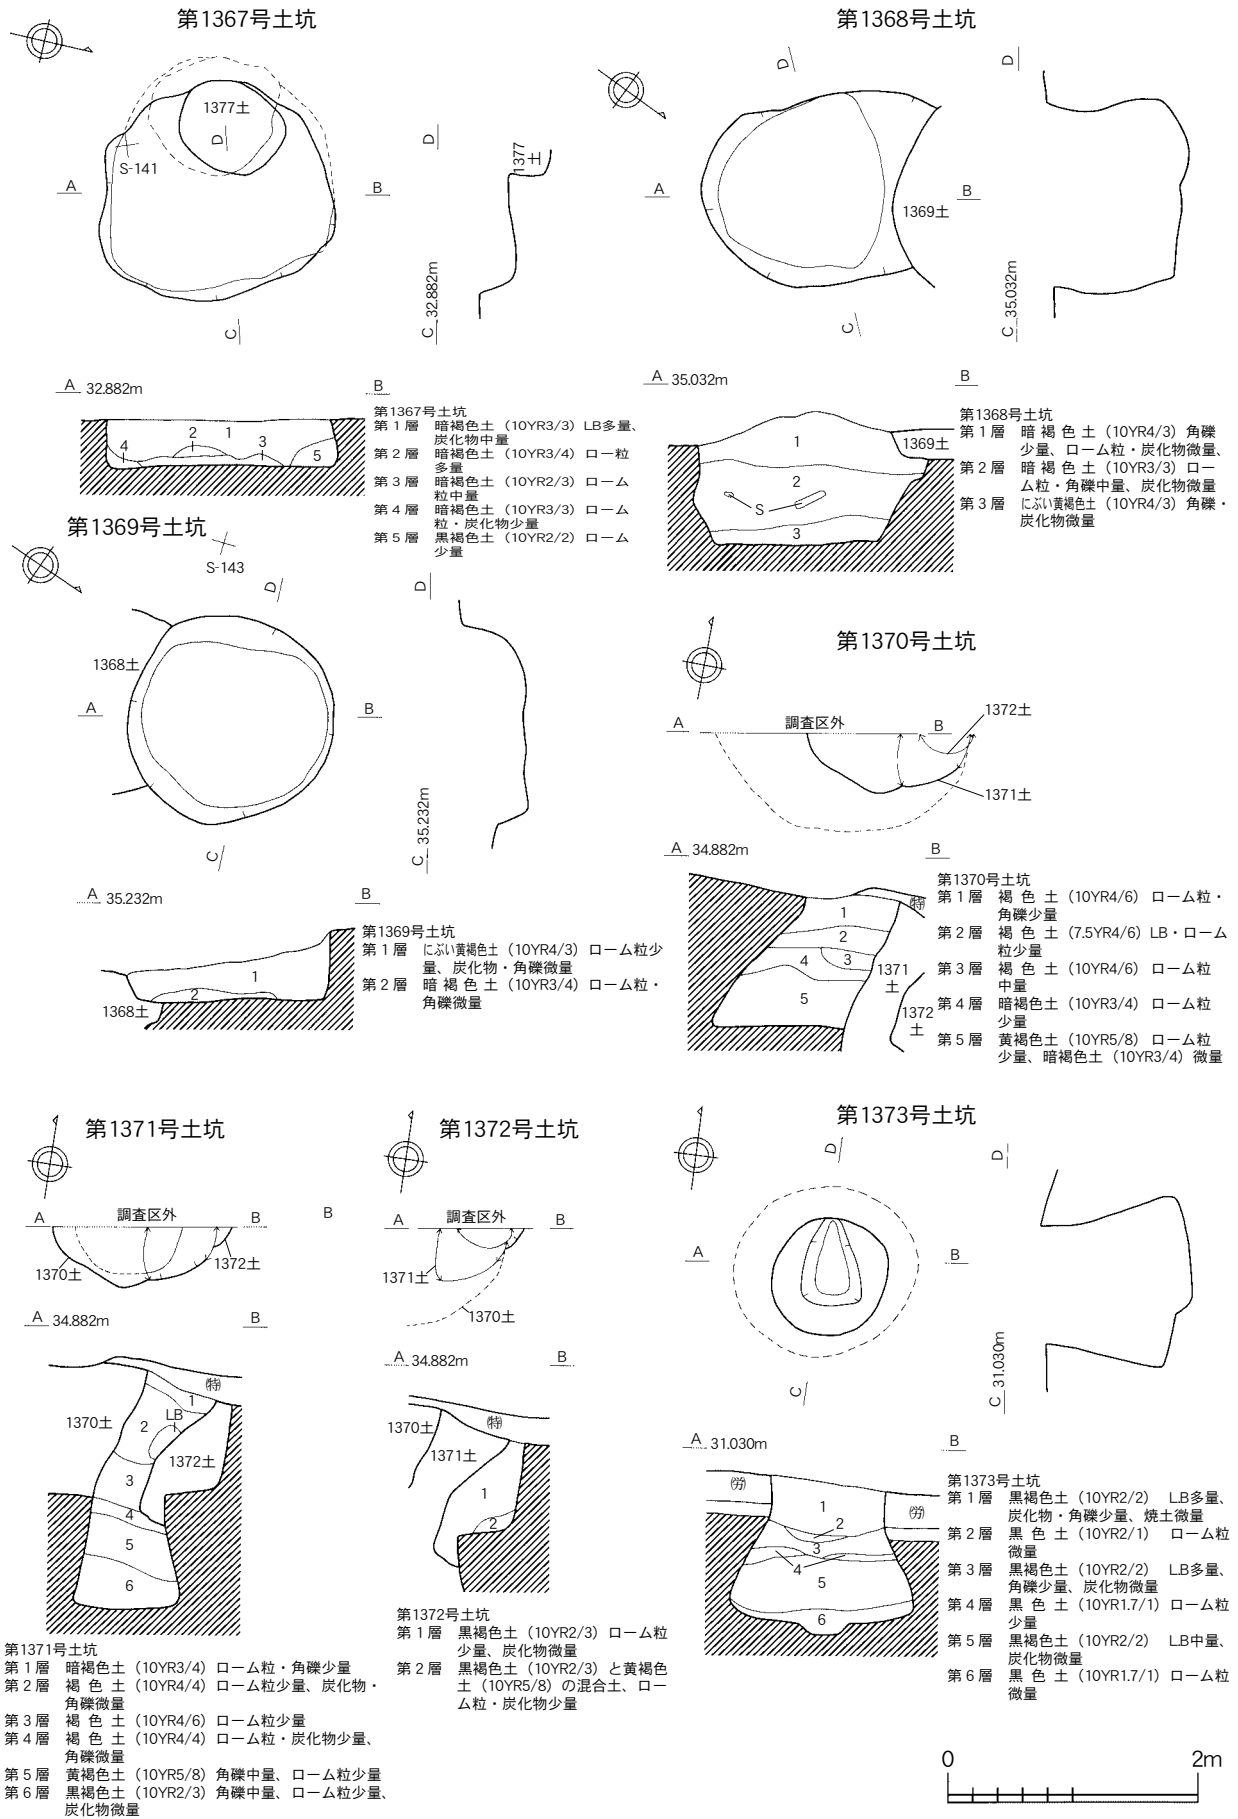 第1367号土坑
1377土
D
S-141
A
B
C
D
1377
土
C 32.882m
A 32.882m
B
第1367号土坑
第1層 暗褐色土（10YR3/3）LB多量、
炭化物中量
第2層 暗褐色土（10YR3/4）ロー粒
多量
第3層 暗褐色土（10YR2/3）ローム
粒中量
第4層 暗褐色土（10YR3/3）ローム
粒・炭化物少量
第5層 黒褐色土（10YR2/2）ローム
少量
4
2
1
3
5
第1368号土坑
D
A
B
1369土
C
D
C 35.032m
A 35.032m
B
1
1369土
2
S
3
第1368号土坑
第1層 暗褐色土（10YR4/3）角礫
少量、ローム粒・炭化物微量、
第2層 暗褐色土（10YR3/3）ロー
ム粒・角礫中量、炭化物微量
第3層 にぶい黄褐色土（10YR4/3）角礫・
炭化物微量
第1369号土坑
S-143
D
1368土
A
B
C
D
C 35.232m
A 35.232m
B
1
2
1368土
第1369号土坑
第1層 にぶい黄褐色土（10YR4/3）ローム粒少
量、炭化物・角礫微量
第2層 暗褐色土（10YR3/4）ローム粒・
角礫微量
第1370号土坑
A
調査区外
B
1372土
1371土
A 34.882m
B
㈵
1
2
3
4
5
1371
土
1372
土
第1370号土坑
第1層 褐色土（10YR4/6）ローム粒・
角礫少量
第2層 褐色土（7.5YR4/6）LB・ローム
粒少量
第3層 褐色土（10YR4/6）ローム粒
中量
第4層 暗褐色土（10YR3/4）ローム粒
少量
第5層 黄褐色土（10YR5/8）ローム粒
少量、暗褐色土（10YR3/4）微量
第1371号土坑
A
調査区外
B
B
1370土
1372土
A 34.882m
B
㈵
1
LB
2
1370土
1372土
3
4
5
6
第1371号土坑
第1層 暗褐色土（10YR3/4）ローム粒・角礫少量
第2層 褐色土（10YR4/4）ローム粒少量、炭化物・
角礫微量
第3層 褐色土（10YR4/6）ローム粒少量
第4層 褐色土（10YR4/4）ローム粒・炭化物少量、
角礫微量
第5層 黄褐色土（10YR5/8）角礫中量、ローム粒少量
第6層 黒褐色土（10YR2/3）角礫中量、ローム粒少量、
炭化物微量
第1372号土坑
A
調査区外
B
1371土
1370土
A 34.882m
B
㈵
1370土
1371土
1
2
第1372号土坑
第1層 黒褐色土（10YR2/3）ローム粒
少量、炭化物微量
第2層 黒褐色土（10YR2/3）と黄褐色
土（10YR5/8）の混合土、ロー
ム粒・炭化物少量
第1373号土坑
D
A
B
C
D
C 31.030m
A 31.030m
B
㈸
㈸
1
2
3
4
5
6
第1373号土坑
第1層 黒褐色土（10YR2/2）LB多量、
炭化物・角礫少量、焼土微量
第2層 黒色土（10YR2/1）ローム粒
微量
第3層 黒褐色土（10YR2/2）LB多量、
角礫少量、炭化物微量
第4層 黒色土（10YR1.7/1）ローム粒
少量
第5層 黒褐色土（10YR2/2）LB中量、
炭化物微量
第6層 黒色土（10YR1.7/1）ローム粒
微量
0
2m